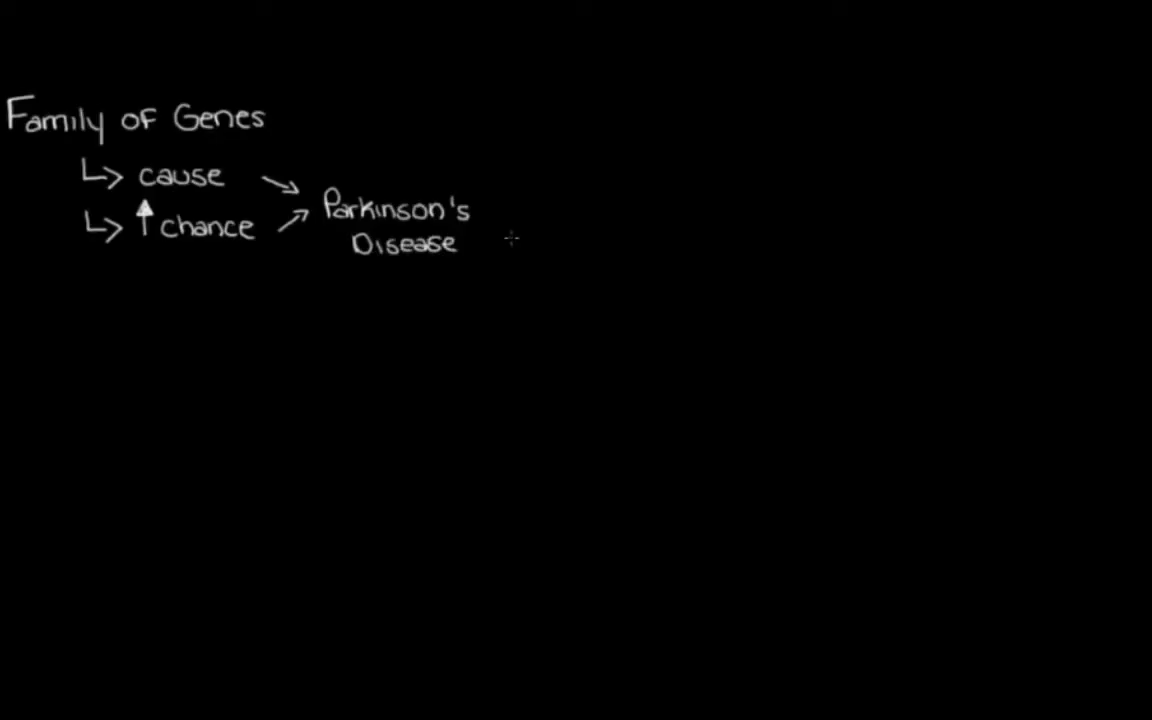 Family of Genes
↳ cause
↳ ↑ chance
Parkinson's
Disease